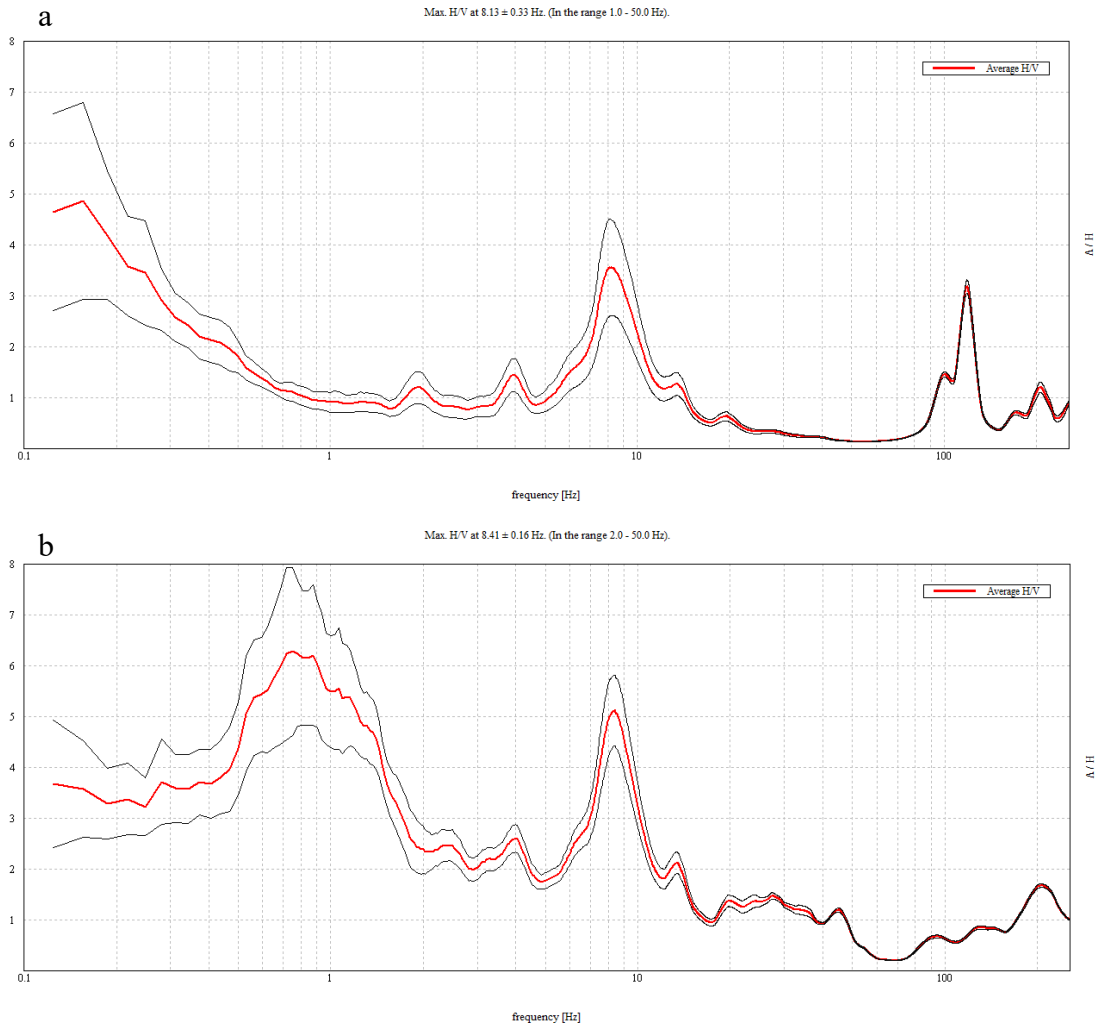 a
Max. H/V at 8.13 ± 0.33 Hz. (In the range 1.0 - 50.0 Hz).
8
Average H/V
7
6
5
4
H / V
3
2
1
0.1 1 10 100
frequency [Hz]
b
Max. H/V at 8.41 ± 0.16 Hz. (In the range 2.0 - 50.0 Hz).
8
Average H/V
7
6
5
4
H / V
3
2
1
0.1 1 10 100
frequency [Hz]